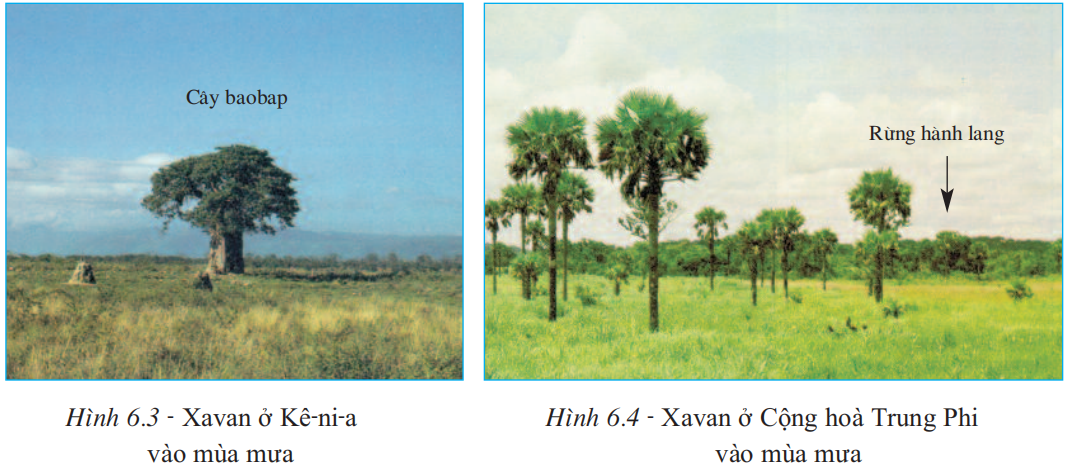 Cây baobap
Rừng hành lang
Hình 6.3 - Xavan ở Kê-ni-a
vào mùa mưa
Hình 6.4 - Xavan ở Cộng hoà Trung Phi
vào mùa mưa